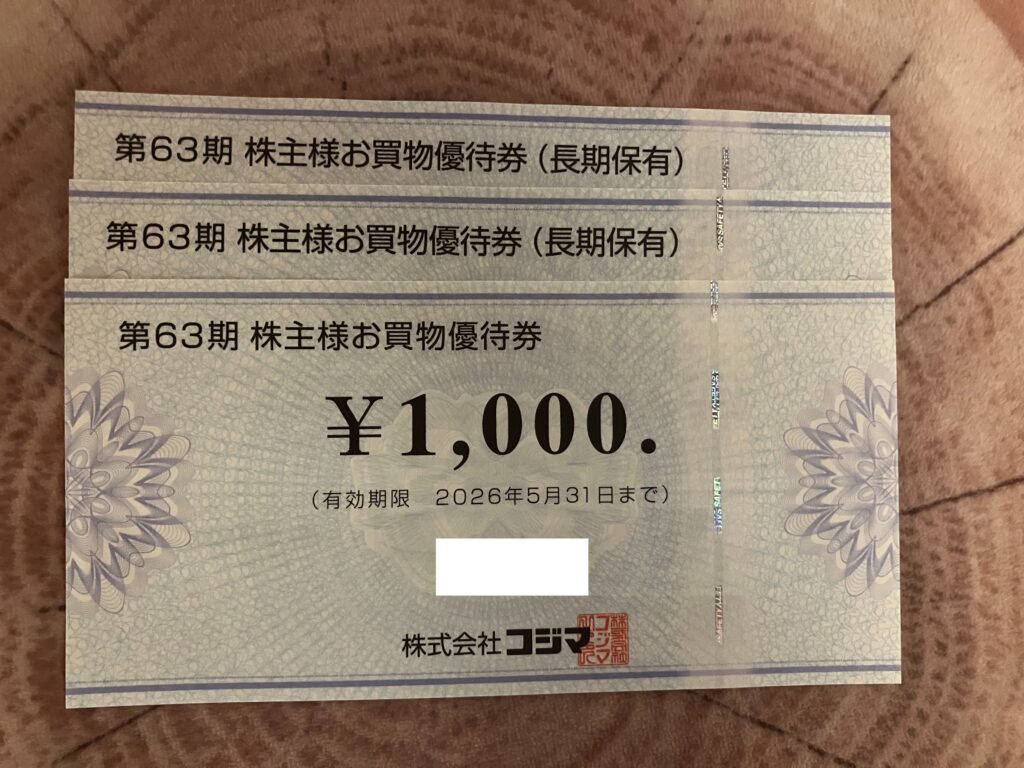 第63期 株主様お買物優待券（長期保有）
第63期 株主様お買物優待券（長期保有）
第63期 株主様お買物優待券
¥1,000.
（有効期限　2026年5月31日まで）
株式会社 コジマ